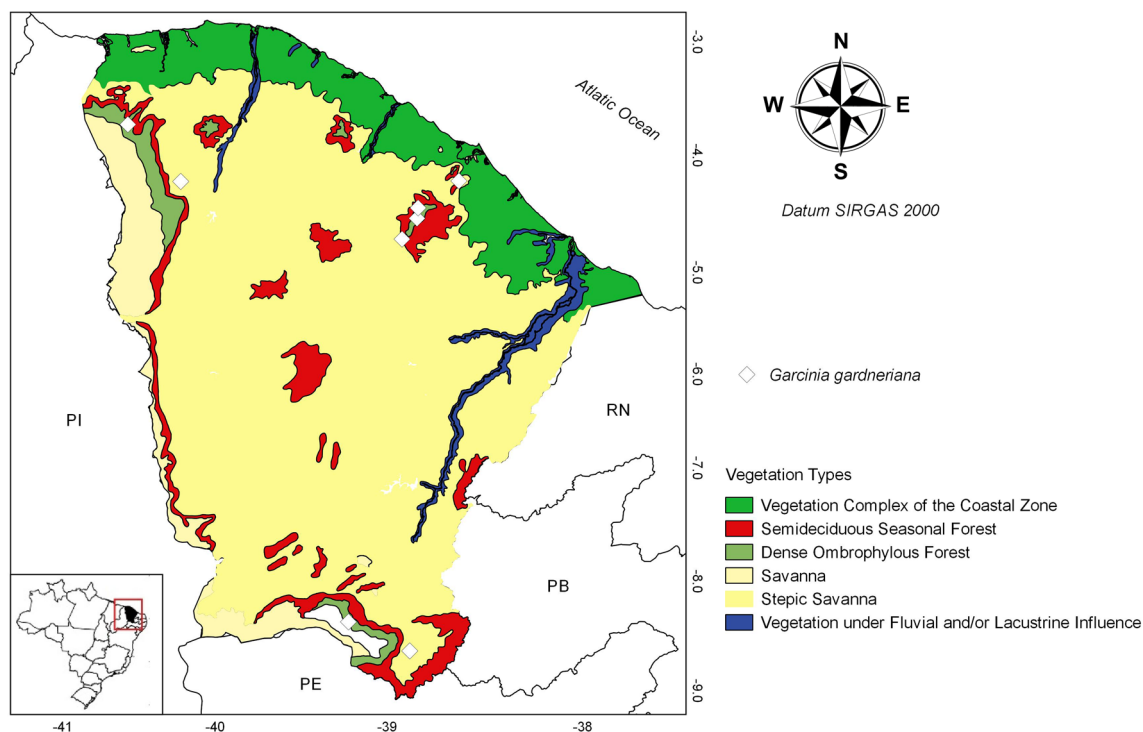 N
W
E
S
Atlatic Ocean
Datum SIRGAS 2000
-3.0
-4.0
-5.0
-6.0
-7.0
-8.0
-9.0
PI
RN
PB
PE
Garcinia gardneriana
Vegetation Types
Vegetation Complex of the Coastal Zone
Semideciduous Seasonal Forest
Dense Ombrophylous Forest
Savanna
Stepic Savanna
Vegetation under Fluvial and/or Lacustrine Influence
-41
-40
-39
-38